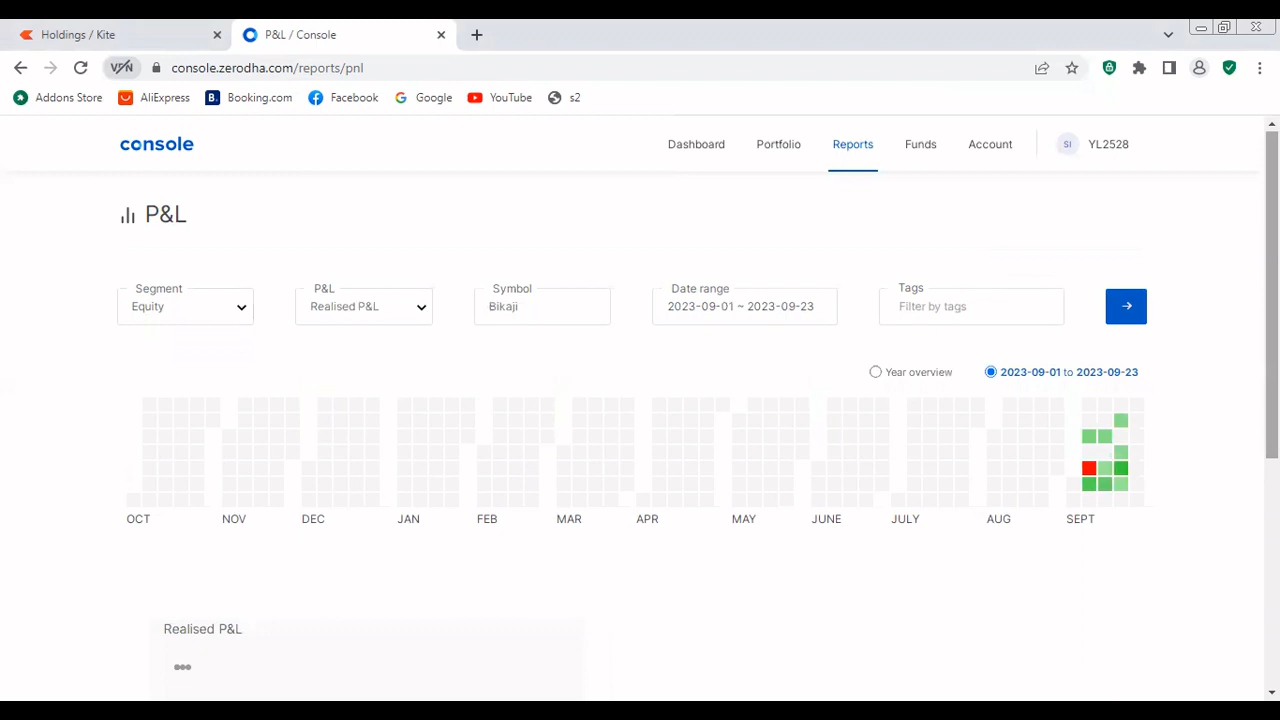 Holdings / Kite
P&L / Console
VPN
console.zerodha.com/reports/pnl
Addons Store
AliExpress
B.
Booking.com
Facebook
Google
YouTube
s2
console
Dashboard
Portfolio
Reports
Funds
Account
SI
YL2528
P&L
Segment
Equity
P&L
Realised P&L
Symbol
Bikaji
Date range
2023-09-01 ~ 2023-09-23
Tags
Filter by tags
Year overview
2023-09-01 to 2023-09-23
OCT
NOV
DEC
JAN
FEB
MAR
APR
MAY
JUNE
JULY
AUG
SEPT
Realised P&L